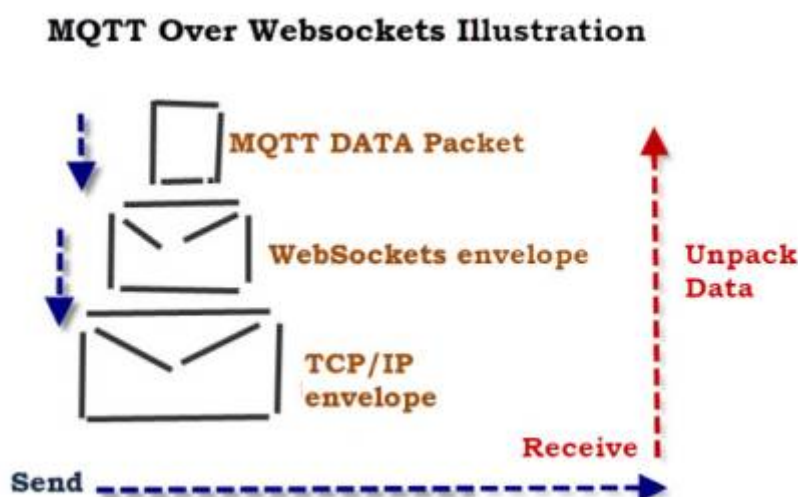 MQTT Over Websockets Illustration
MQTT DATA Packet
WebSockets envelope
Unpack
Data
TCP/IP
envelope
Receive
Send